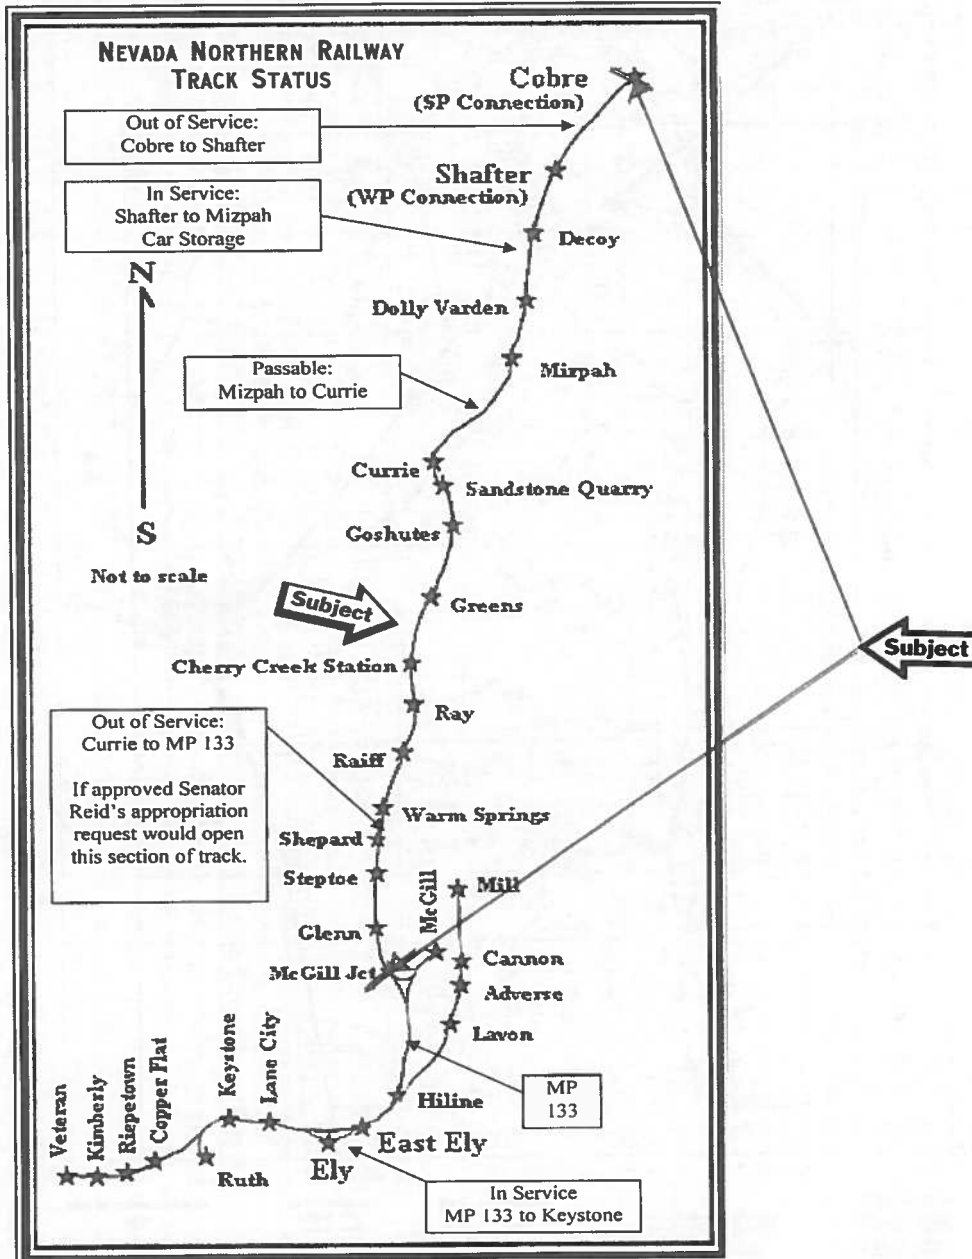 NEVADA NORTHERN RAILWAY
TRACK STATUS
Cobre
(SP Connection)
Out of Service:
Cobre to Shafter
Shafter
(WP Connection)
In Service:
Shafter to Mizpah
Car Storage
Decoy
N
Dolly Varden
Mizpah
Passable:
Mizpah to Currie
Currie
Sandstone Quarry
Goshutes
S
Not to scale
Greens
Subject
Subject
Cherry Creek Station
Ray
Out of Service:
Currie to MP 133
If approved Senator
Reid's appropriation
request would open
this section of track.
Raiff
Warm Springs
Shepard
Steptoe
Mill
McGill
Glenn
Cannon
McGill Jct
Adverse
Lavon
MP
133
Hiline
Veteran
Kimberly
Riepetown
Copper Flat
Keystone
Lane City
East Ely
Ely
Ruth
In Service
MP 133 to Keystone